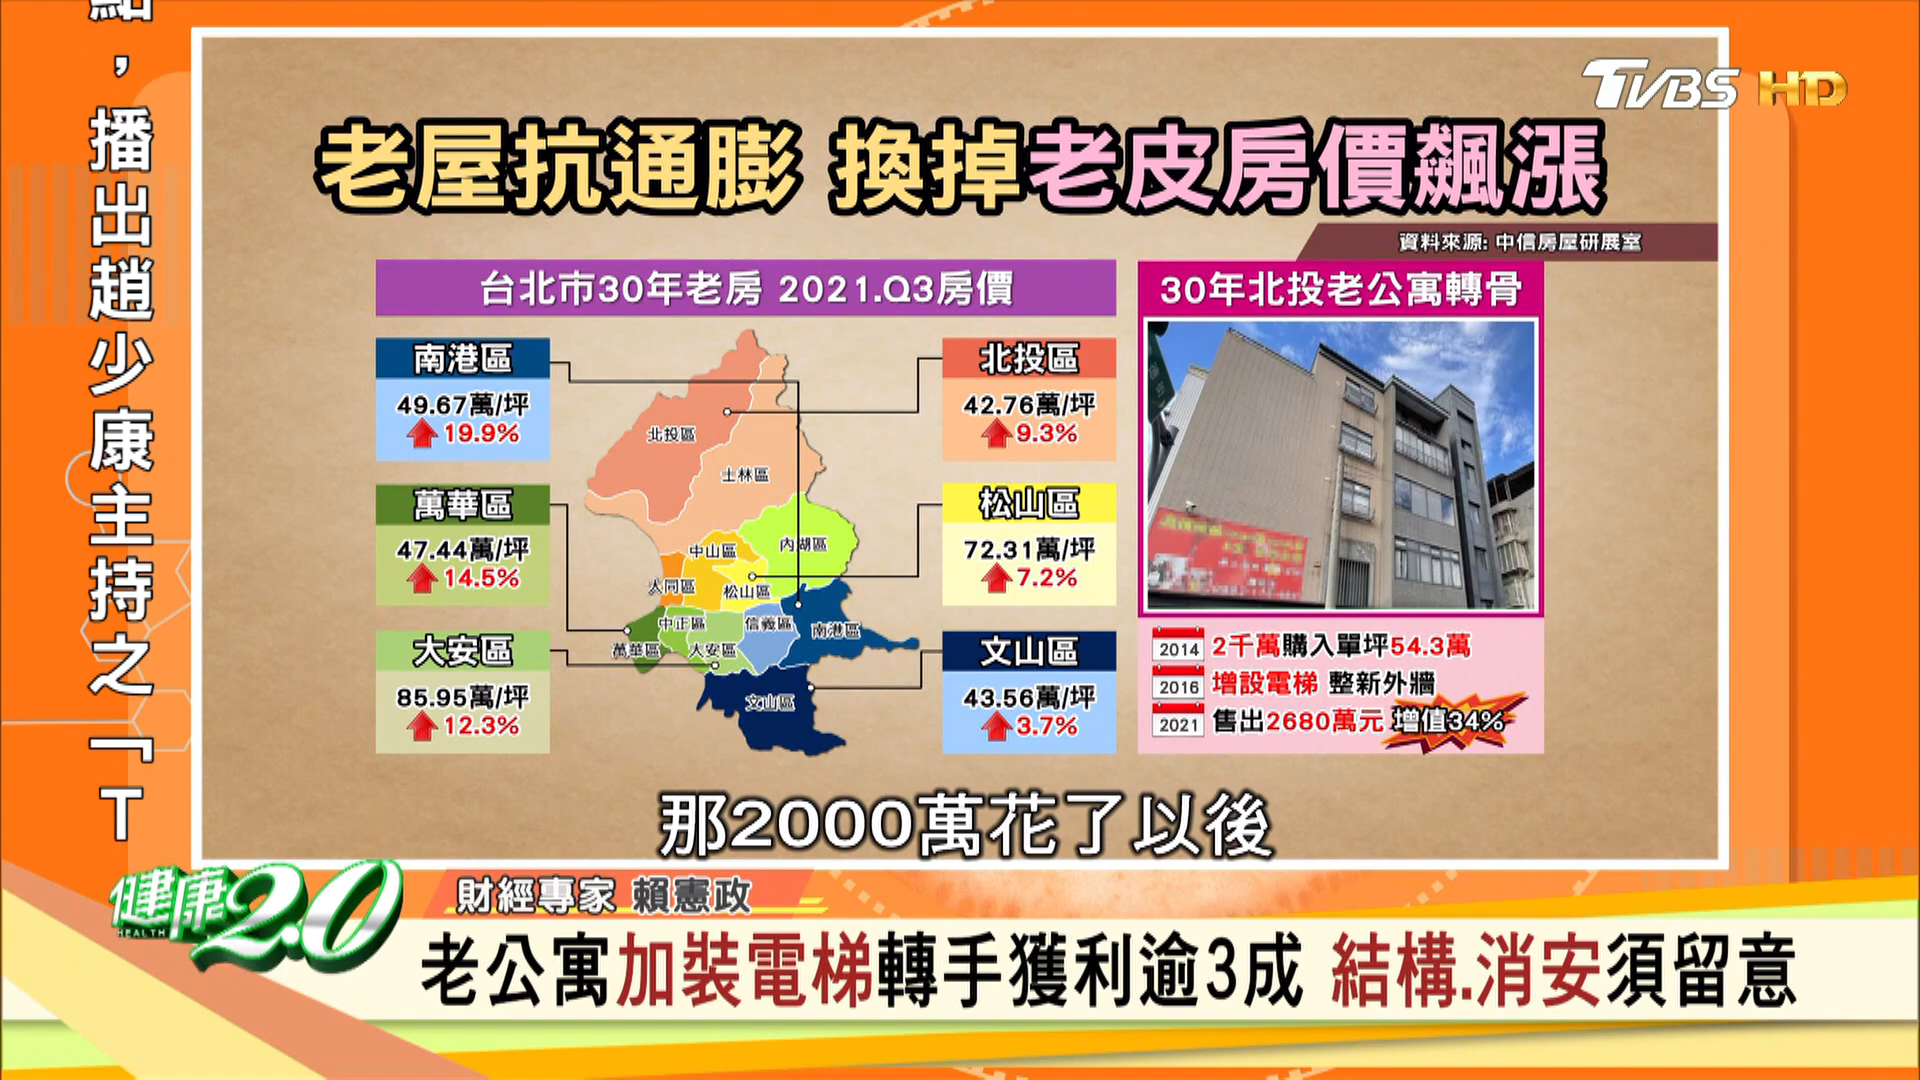 點，播出趙少康主持之「T
TVBS HD
老屋抗通膨 換掉老皮房價飆漲
資料來源: 中信房屋研展室
台北市30年老房 2021.Q3房價
南港區
49.67萬/坪
19.9%
萬華區
47.44萬/坪
14.5%
大安區
85.95萬/坪
12.3%
北投區
士林區
中山區
內湖區
大同區
松山區
中正區
信義區
南港區
萬華區
大安區
文山區
北投區
42.76萬/坪
9.3%
松山區
72.31萬/坪
7.2%
文山區
43.56萬/坪
3.7%
30年北投老公寓轉骨
2014 2千萬購入單坪54.3萬
2016 增設電梯 整新外牆
2021 售出2680萬元 增值34%
那2000萬花了以後
健康2.0
HEALTH
財經專家 賴憲政
老公寓加裝電梯轉手獲利逾3成 結構.消安須留意